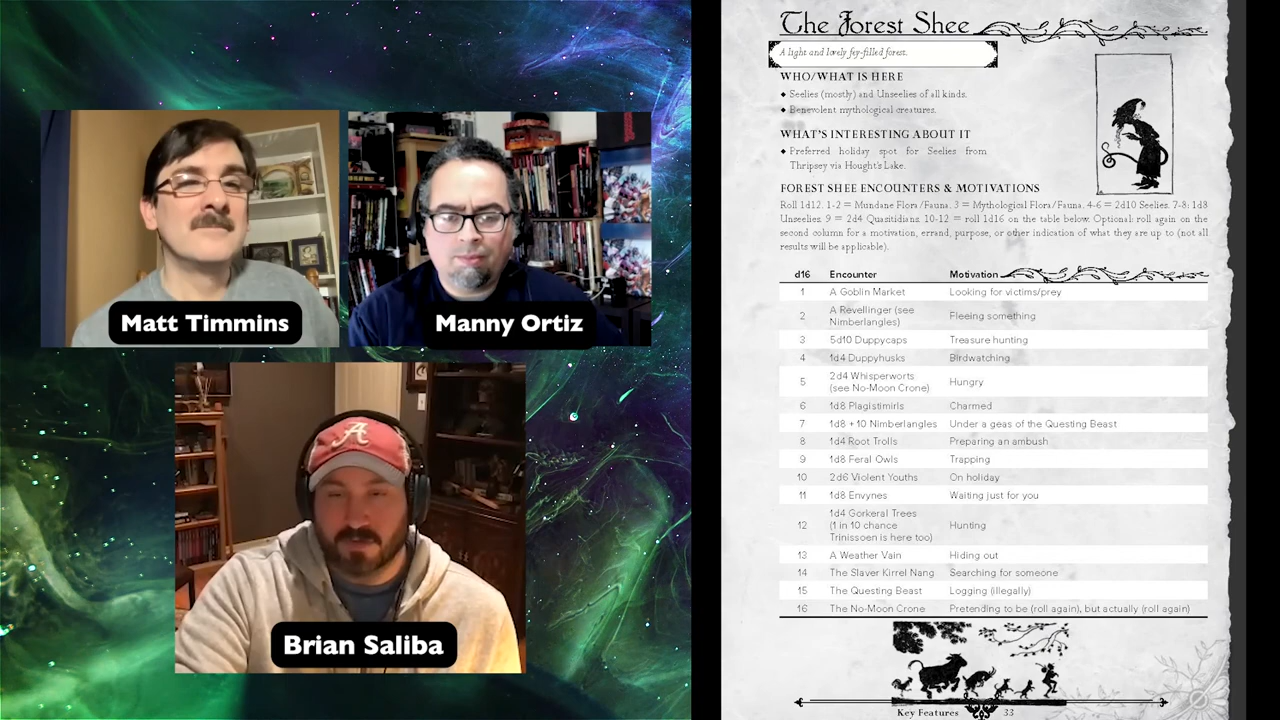 Matt Timmins
Manny Ortiz
A
Brian Saliba
The Forest Shee
A light and lovely fey-filled forest.
WHO/WHAT IS HERE
◆ Seelies (mostly) and Unseelies of all kinds.
◆ Benevolent mythological creatures.
WHAT'S INTERESTING ABOUT IT
◆ Preferred holiday spot for Seelies from
Thripsey via Hought's Lake.
FOREST SHEE ENCOUNTERS & MOTIVATIONS
Roll 1d12. 1-2 = Mundane Flora/Fauna. 3 = Mythological Flora/Fauna. 4-6 = 2d10 Seelies. 7-8: 1d8
Unseelies. 9 = 2d4 Quasitidians. 10-12 = roll 1d16 on the table below. Optional: roll again on the
second column for a motivation, errand, purpose, or other indication of what they are up to (not all
results will be applicable).
d16 Encounter Motivation
1 A Goblin Market Looking for victims/prey
2 A Revellinger (see Nimberlangles) Fleeing something
3 5d10 Duppycaps Treasure hunting
4 1d4 Duppyhusks Birdwatching
5 2d4 Whisperworts (see No-Moon Crone) Hungry
6 1d8 Plagistimirls Charmed
7 1d8 +10 Nimberlangles Under a geas of the Questing Beast
8 1d4 Root Trolls Preparing an ambush
9 1d8 Feral Owls Trapping
10 2d6 Violent Youths On holiday
11 1d8 Envynes Waiting just for you
12 1d4 Gorkeral Trees (1 in 10 chance Trinissoen is here too) Hunting
13 A Weather Vain Hiding out
14 The Slaver Kirrel Nang Searching for someone
15 The Questing Beast Logging (illegally)
16 The No-Moon Crone Pretending to be (roll again), but actually (roll again)
Key Features 33